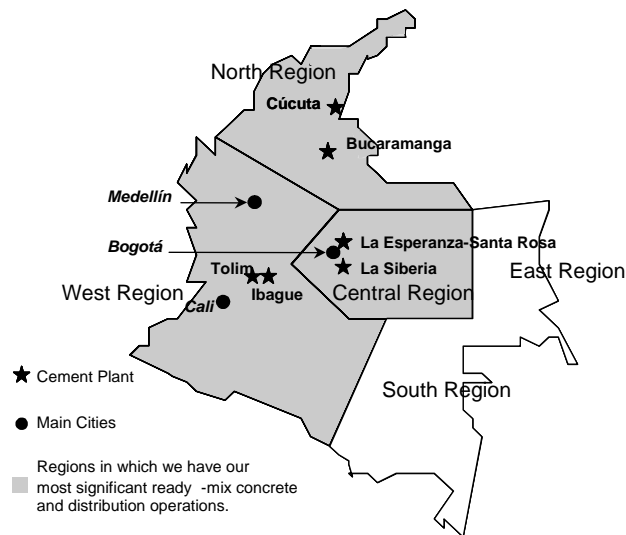 North Region
Cúcuta
Bucaramanga
Medellín
Bogotá
La Esperanza-Santa Rosa
East Region
Tolim
La Siberia
West Region
Ibague
Central Region
Cali
Cement Plant
South Region
Main Cities
Regions in which we have our
most significant ready -mix concrete
and distribution operations.